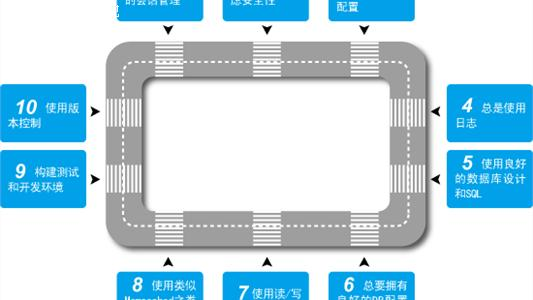 的会话管理
虑安全性
配置
10 使用版
本控制
4 总是使用
日志
9 构建测试
和开发环境
5 使用良好
的数据库设计
和SQL
8 使用类似
7 使用读/写
6 总要拥有
良好的DB配置